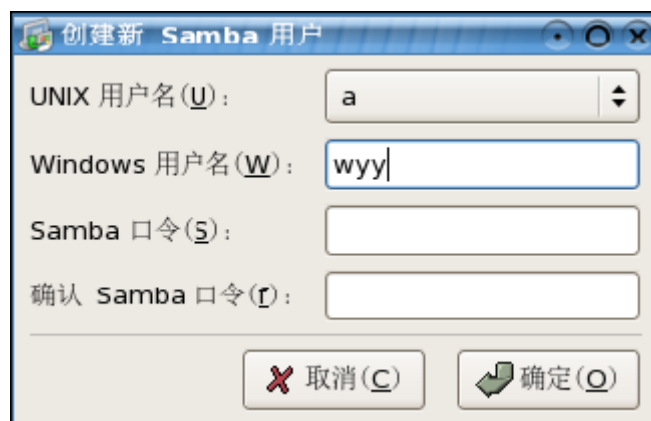 创建新 Samba 用户
UNIX 用户名(U): a
Windows 用户名(W): wyy
Samba 口令(S):
确认 Samba 口令(r):
取消(C) 确定(O)